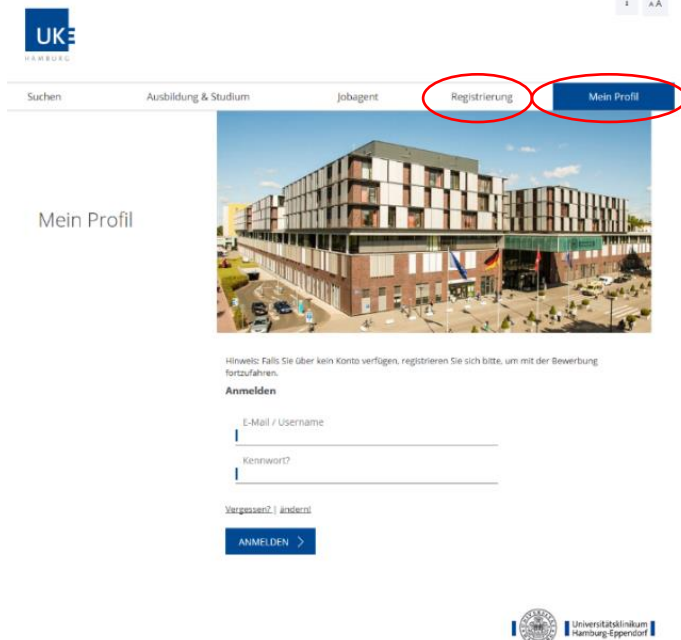 UKE
HAMBURG
i AA
Suchen Ausbildung & Studium Jobagent Registrierung Mein Profil
Mein Profil
Hinweis: Falls Sie über kein Konto verfügen, registrieren Sie sich bitte, um mit der Bewerbung
fortzufahren.
Anmelden
E-Mail / Username
Kennwort?
Vergessen? | ändern!
ANMELDEN
Universitätsklinikum
Hamburg-Eppendorf